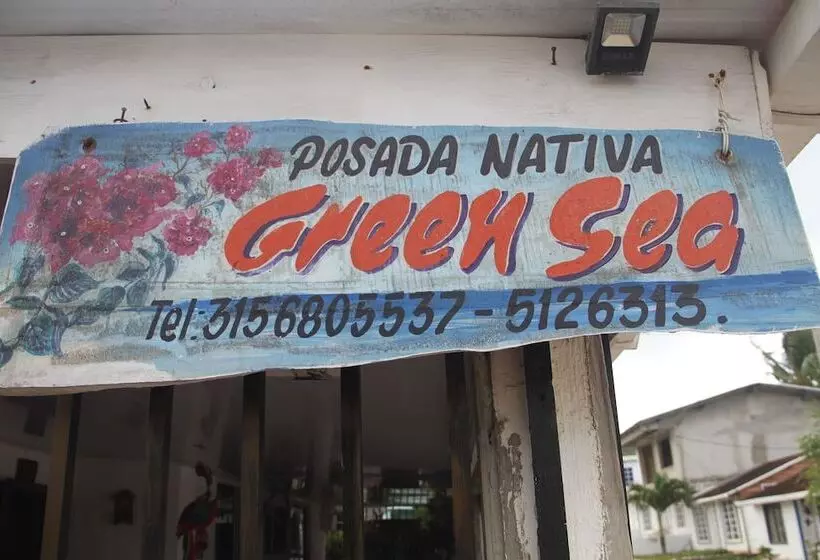 POSADA NATIVA
Green Sea
Tel: 3156805537 - 5126313.